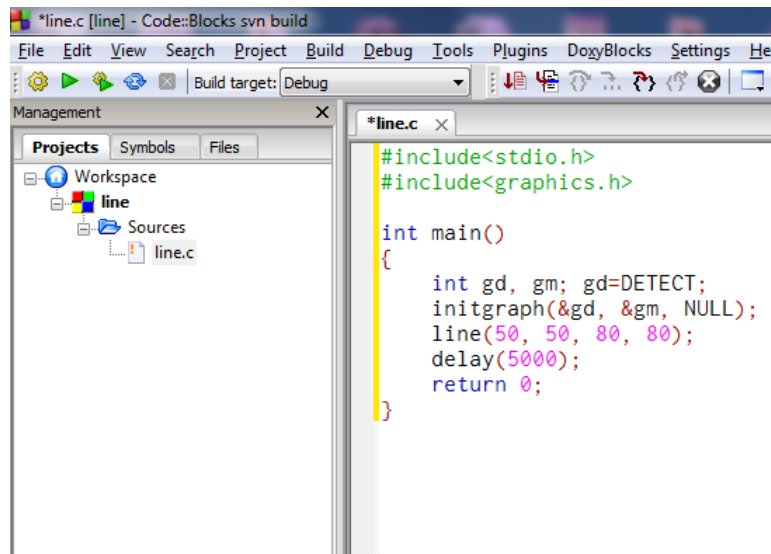 *line.c [line] - Code::Blocks svn build
File Edit View Search Project Build Debug Tools Plugins DoxyBlocks Settings He
Build target: Debug
Management X
*line.c
Projects Symbols Files
Workspace
line
Sources
line.c
#include<stdio.h>
#include<graphics.h>
int main()
{
int gd, gm; gd=DETECT;
initgraph(&gd, &gm, NULL);
line(50, 50, 80, 80);
delay(5000);
return 0;
}